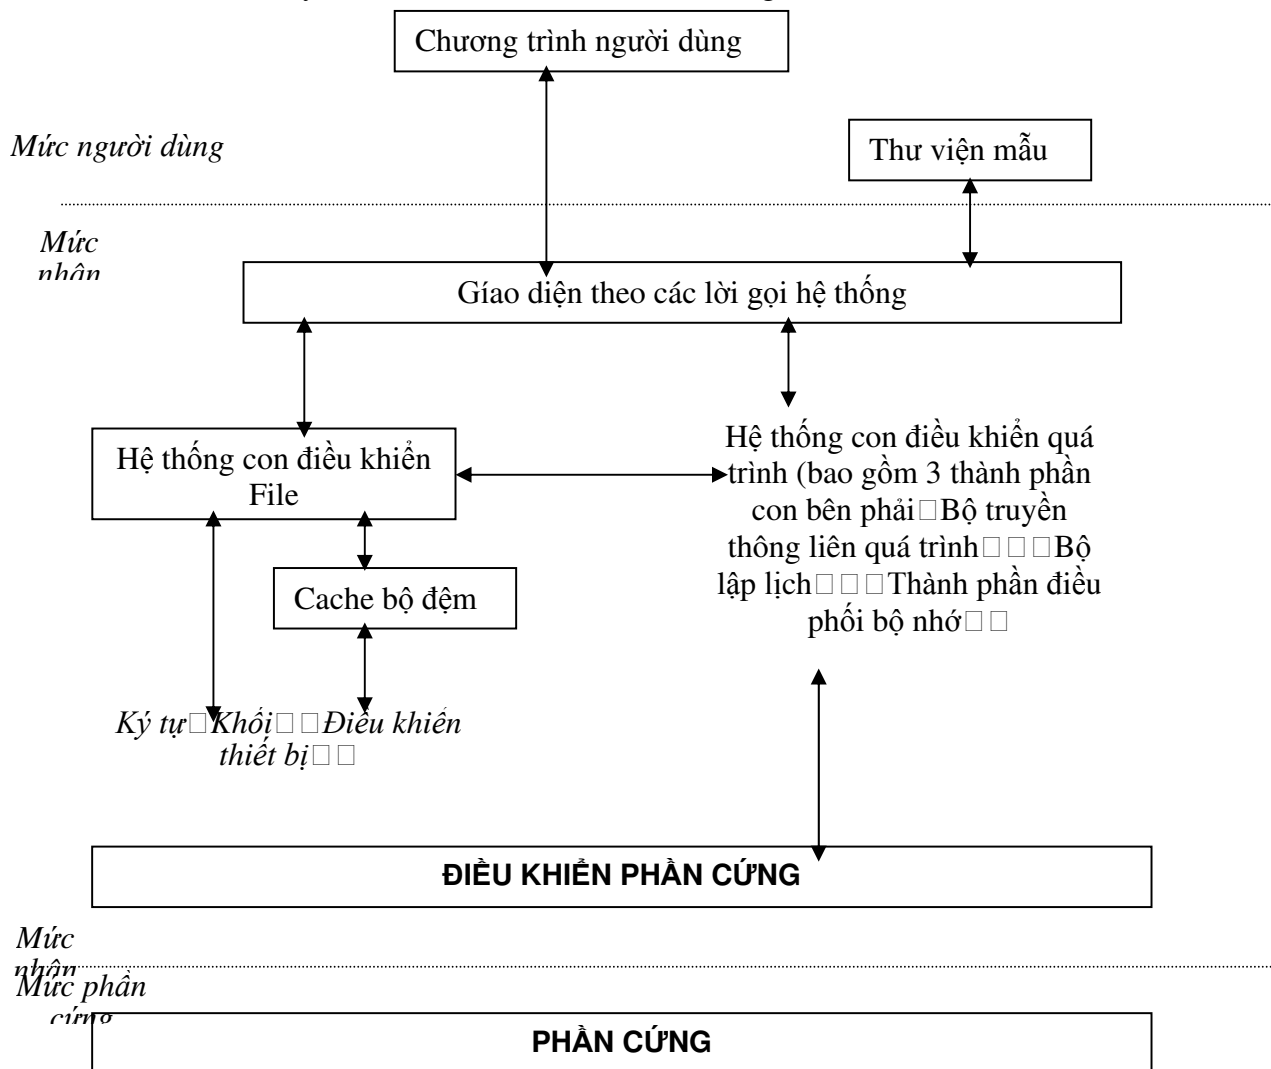 Chương trình người dùng
Mức người dùng
Thư viện mẫu
Mức
nhân
Gíao diện theo các lời gọi hệ thống
Hệ thống con điều khiển
File
Hệ thống con điều khiển quá
trình (bao gồm 3 thành phần
con bên phải□Bộ truyền
thông liên quá trình□□□Bộ
lập lịch□□□Thành phần điều
phối bộ nhớ□□
Cache bộ đệm
Ký tự□Khối□□Điều khiển
thiết bị□□
ĐIỀU KHIỂN PHẦN CỨNG
Mức
nhân
Mức phần
cứng
PHẦN CỨNG